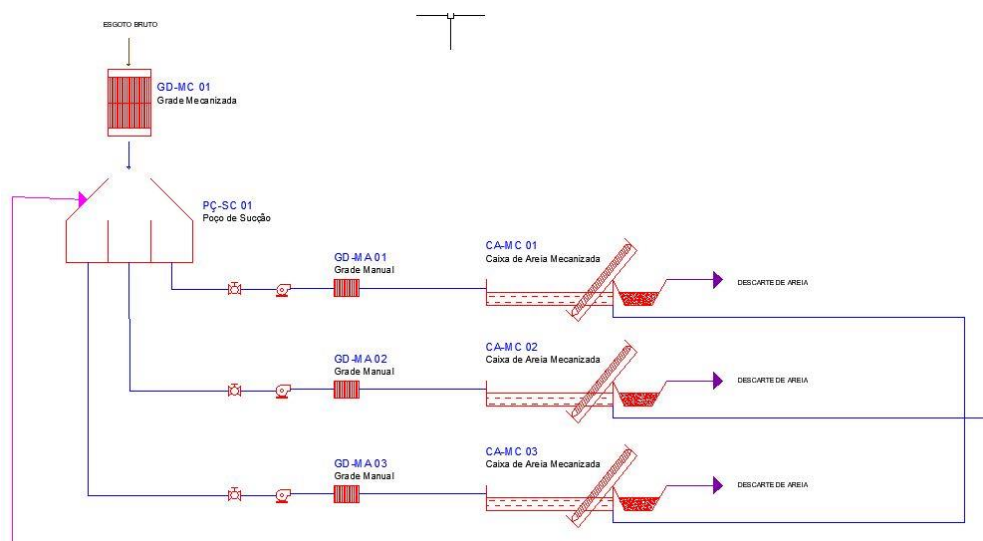 ESGOTO BRUTO
GD-MC 01
Grade Mecanizada
PÇ-SC 01
Poço de Sucção
GD-MA 01
Grade Manual
CA-MC 01
Caixa de Areia Mecanizada
DESCARTE DE AREIA
GD-MA 02
Grade Manual
CA-MC 02
Caixa de Areia Mecanizada
DESCARTE DE AREIA
GD-MA 03
Grade Manual
CA-MC 03
Caixa de Areia Mecanizada
DESCARTE DE AREIA